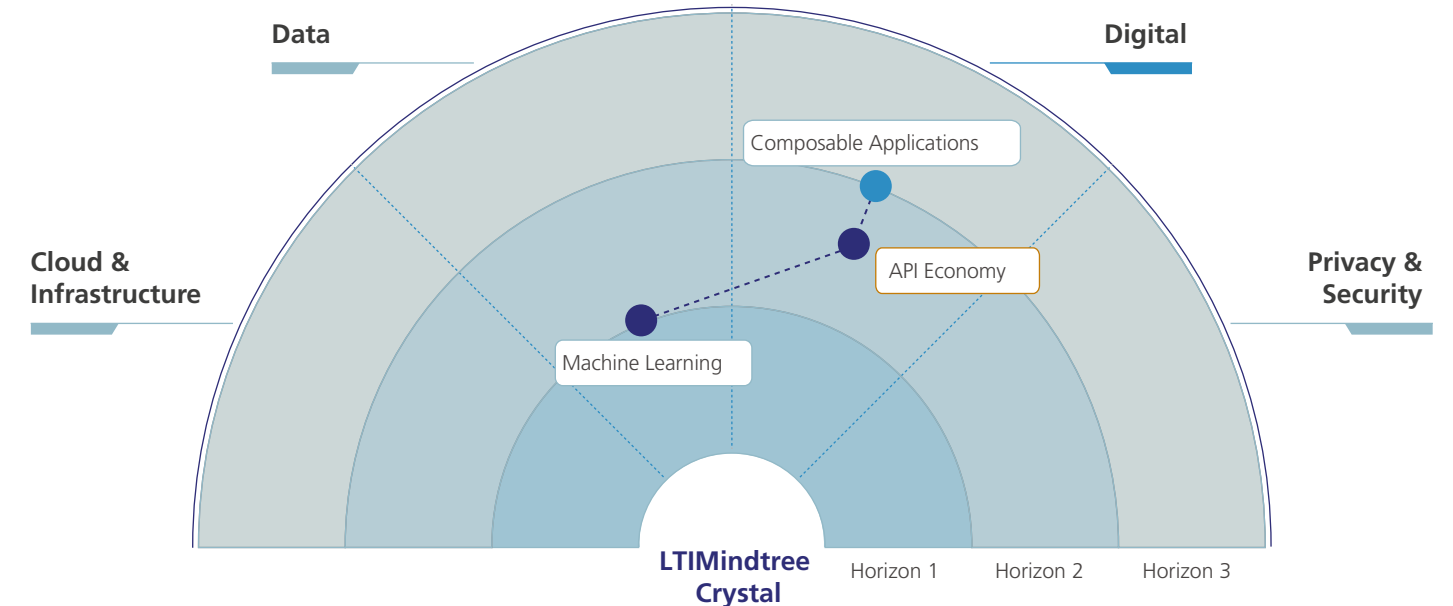 Data
Digital
Composable Applications
Cloud &
Infrastructure
API Economy
Privacy &
Security
Machine Learning
LTIMindtree
Crystal
Horizon 1
Horizon 2
Horizon 3